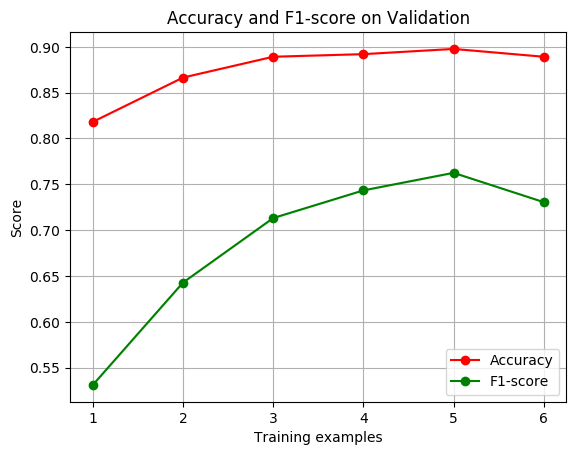 Accuracy and F1-score on Validation
0.90
0.85
0.80
0.75
0.70
0.65
0.60
0.55
Score
1 2 3 4 5 6
Training examples
Accuracy
F1-score